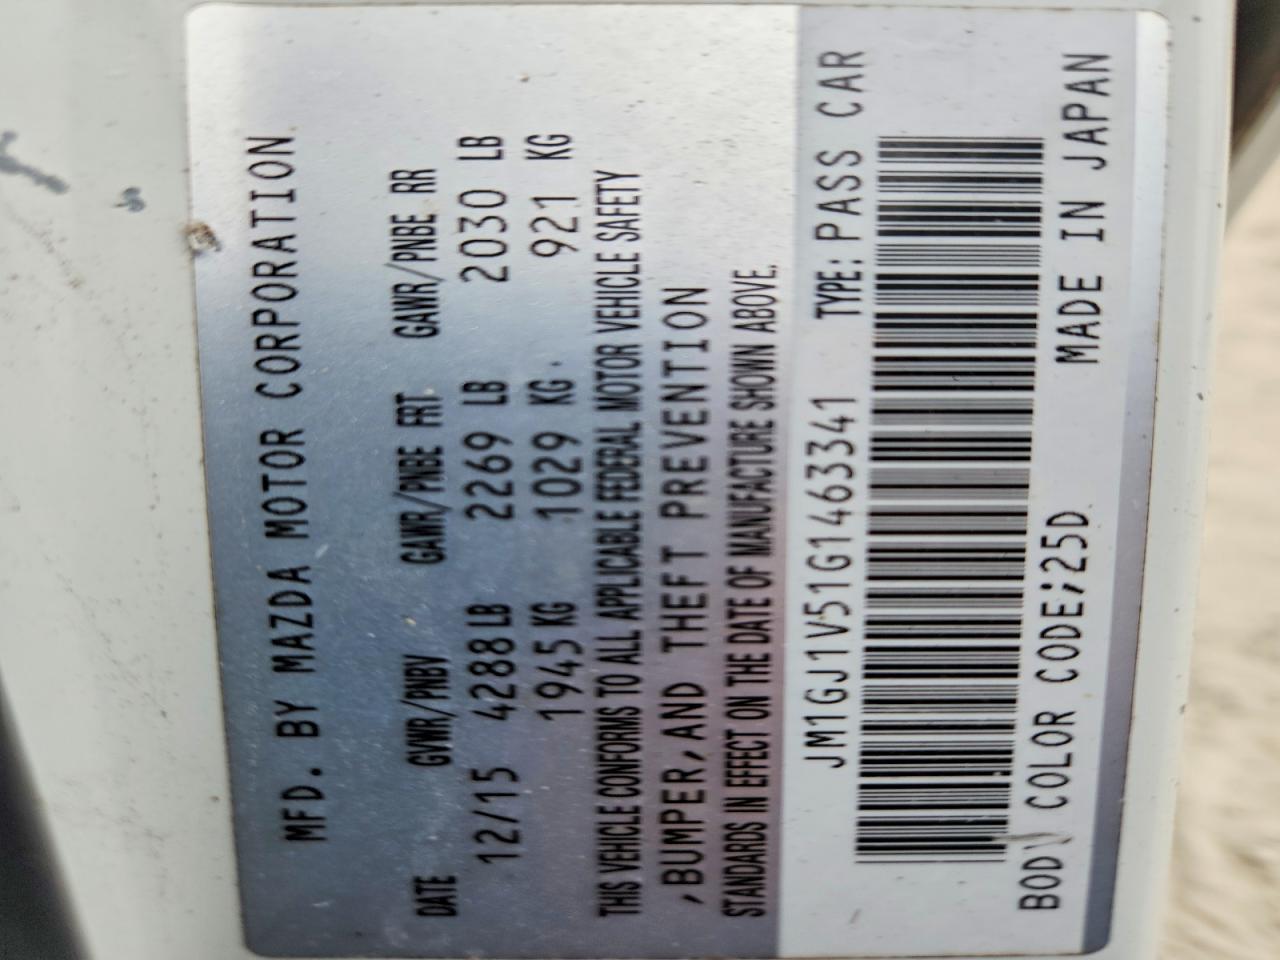 MFD. BY MAZDA MOTOR CORPORATION
DATE GVWR/PNBV GAWR/PNBE FRT GAWR/PNBE RR
12/15 4288 LB 2269 LB 2030 LB
1945 KG 1029 KG. 921 KG
THIS VEHICLE CONFORMS TO ALL APPLICABLE FEDERAL MOTOR VEHICLE SAFETY
,BUMPER,AND THEFT PREVENTION
STANDARDS IN EFFECT ON THE DATE OF MANUFACTURE SHOWN ABOVE.
JM1GJ1V51G1463341 TYPE: PASS CAR
BODY COLOR CODE;25D MADE IN JAPAN